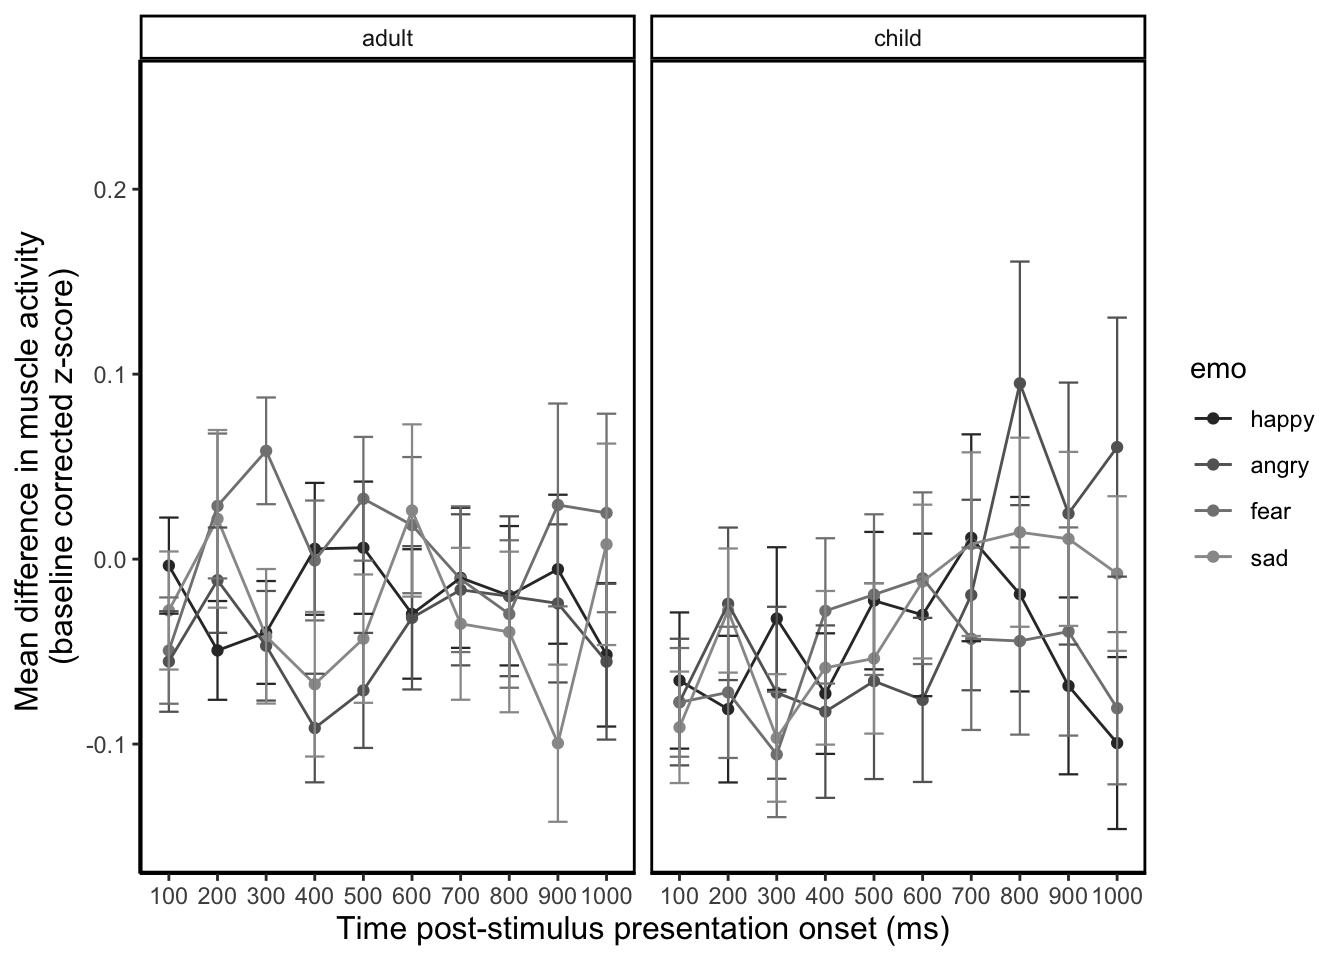 adult
child
Mean difference in muscle activity
(baseline corrected z-score)
0.2
0.1
0.0
-0.1
100 200 300 400 500 600 700 800 900 1000
100 200 300 400 500 600 700 800 900 1000
Time post-stimulus presentation onset (ms)
emo
happy
angry
fear
sad